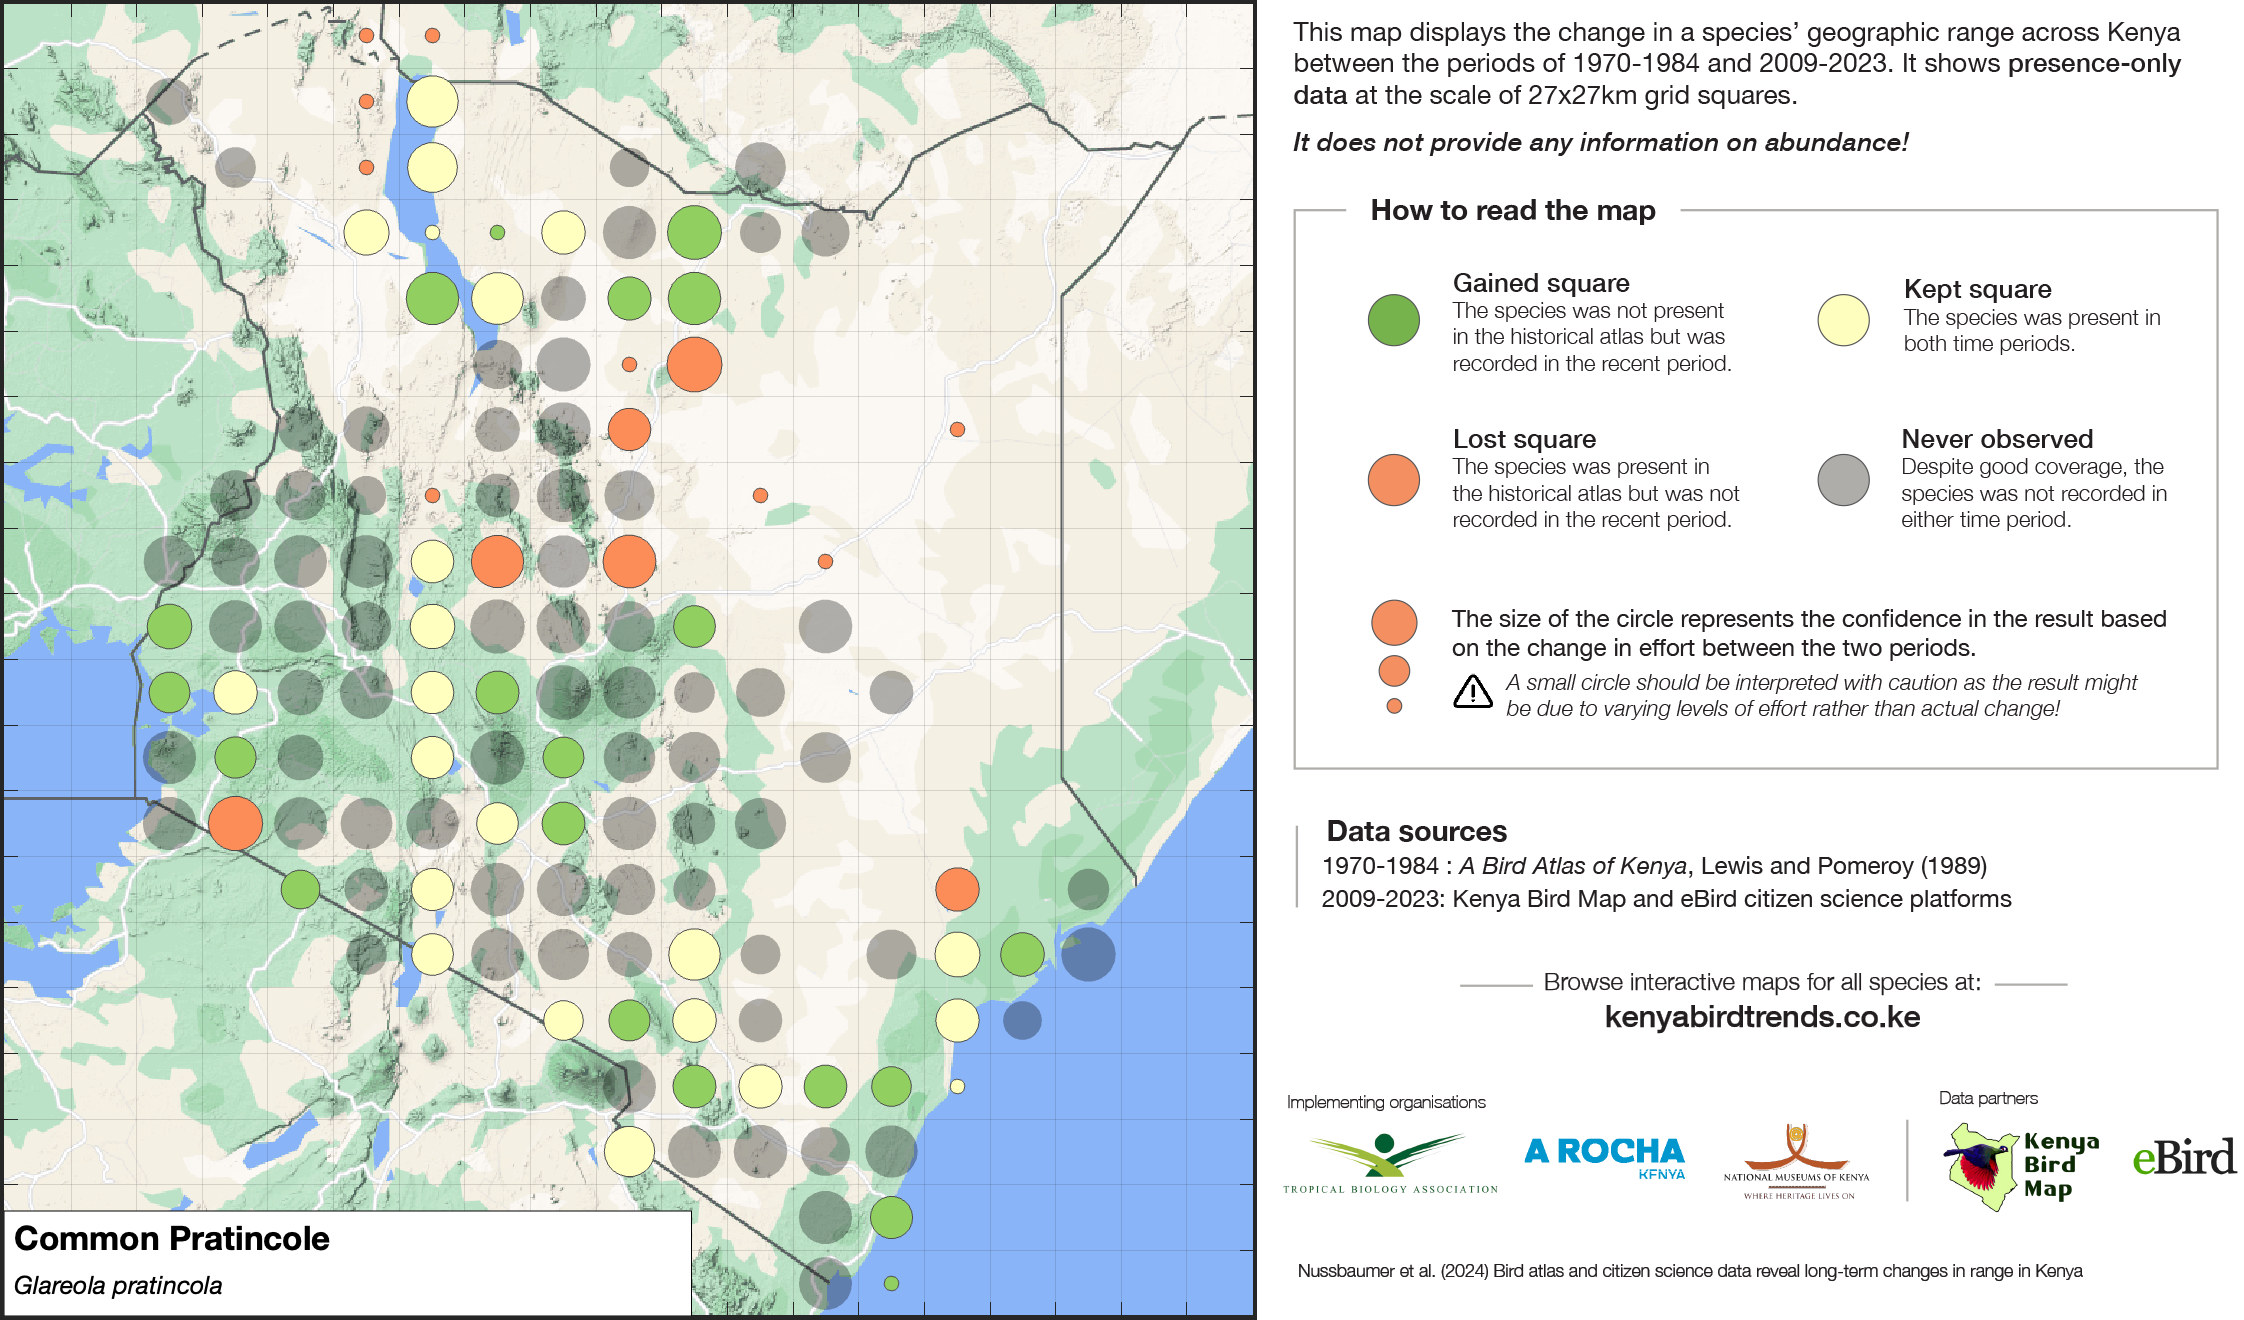 This map displays the change in a species’ geographic range across Kenya
between the periods of 1970-1984 and 2009-2023. It shows presence-only
data at the scale of 27x27km grid squares.
It does not provide any information on abundance!
How to read the map
Gained square
The species was not present
in the historical atlas but was
recorded in the recent period.
Kept square
The species was present in
both time periods.
Lost square
The species was present in
the historical atlas but was not
recorded in the recent period.
Never observed
Despite good coverage, the
species was not recorded in
either time period.
The size of the circle represents the confidence in the result based
on the change in effort between the two periods.
A small circle should be interpreted with caution as the result might
be due to varying levels of effort rather than actual change!
Data sources
1970-1984 : A Bird Atlas of Kenya, Lewis and Pomeroy (1989)
2009-2023: Kenya Bird Map and eBird citizen science platforms
Browse interactive maps for all species at:
kenyabirdtrends.co.ke
Implementing organisations
Data partners
TROPICAL BIOLOGY ASSOCIATION
A ROCHA
KENYA
NATIONAL MUSEUMS OF KENYA
WHERE HERITAGE LIVES ON
Kenya
Bird
Map
eBird
Common Pratincole
Glareola pratincola
Nussbaumer et al. (2024) Bird atlas and citizen science data reveal long-term changes in range in Kenya